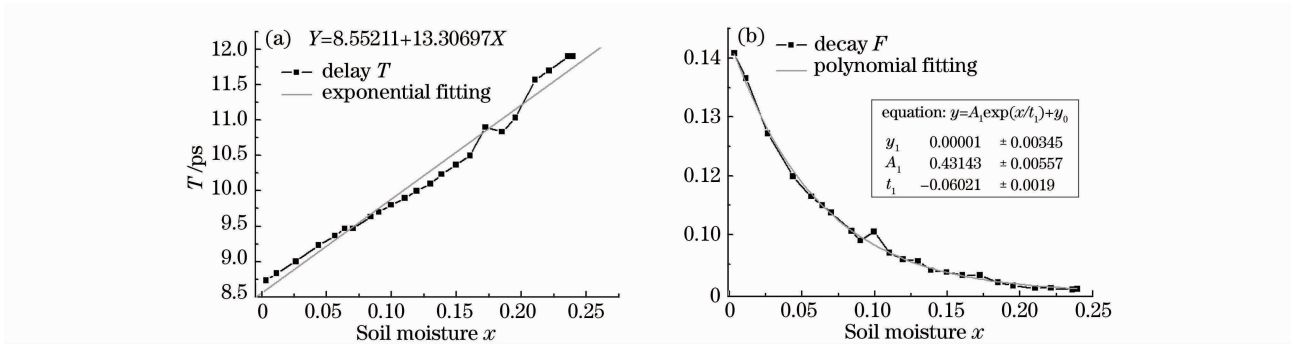 (a) Y=8.55211+13.30697X
delay T
exponential fitting
12.0
11.5
11.0
10.5
10.0
9.5
9.0
8.5
T/ps
0 0.05 0.10 0.15 0.20 0.25
Soil moisture x
(b)
decay F
polynomial fitting
equation: y=A₁exp(x/t₁)+y₀
y₁ 0.00001 ±0.00345
A₁ 0.43143 ±0.00557
t₁ −0.06021 ±0.0019
0.14
0.13
0.12
0.10
0
0 0.05 0.10 0.15 0.20 0.25
Soil moisture x